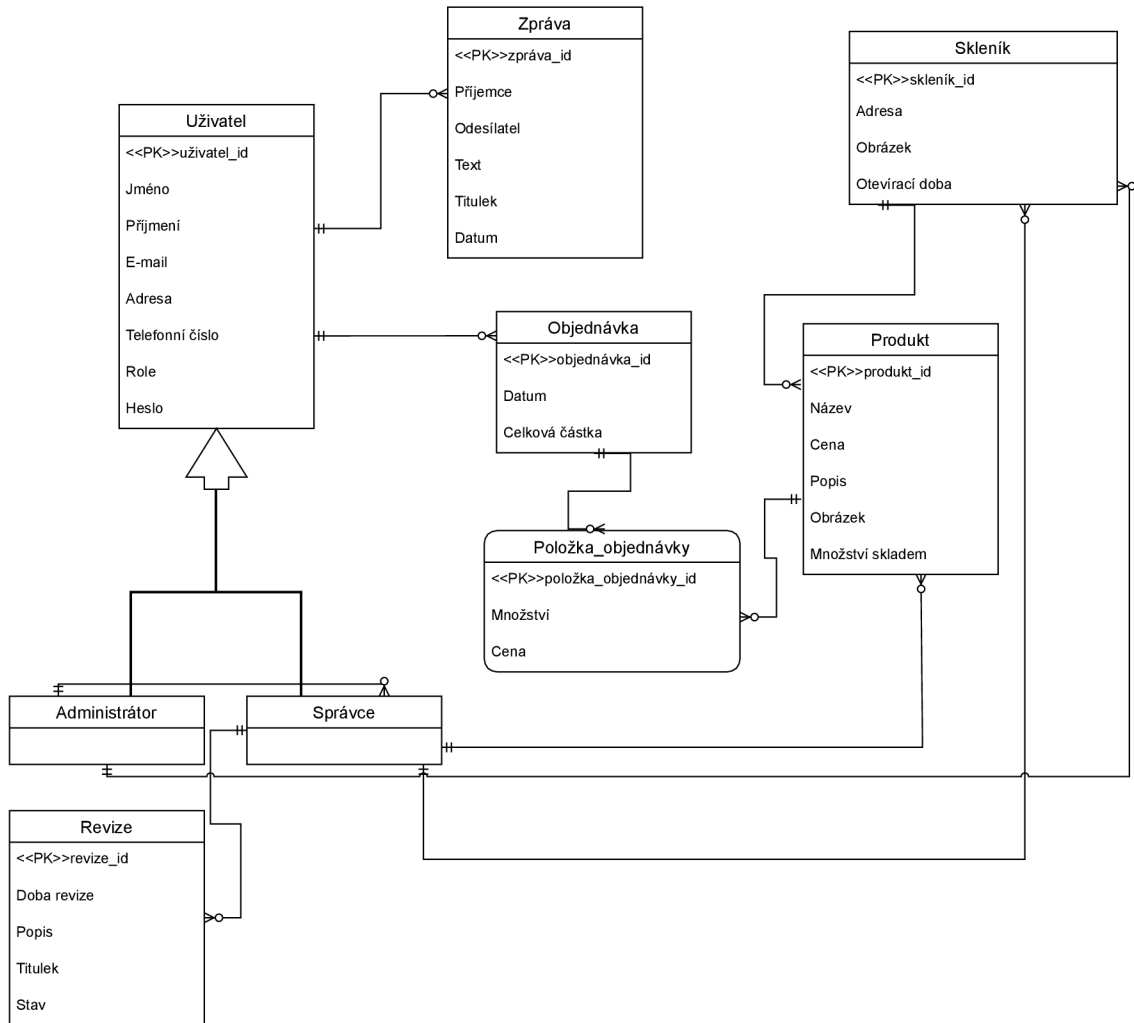 Zpráva
<<PK>>zpráva_id
Příjemce
Odesílatel
Text
Titulek
Datum
Skleník
<<PK>>skleník_id
Adresa
Obrázek
Otevírací doba
Uživatel
<<PK>>uživatel_id
Jméno
Příjmení
E-mail
Adresa
Telefonní číslo
Role
Heslo
Objednávka
<<PK>>objednávka_id
Datum
Celková částka
Produkt
<<PK>>produkt_id
Název
Cena
Popis
Obrázek
Množství skladem
Položka_objednávky
<<PK>>položka_objednávky_id
Množství
Cena
Administrátor
Správce
Revize
<<PK>>revize_id
Doba revize
Popis
Titulek
Stav